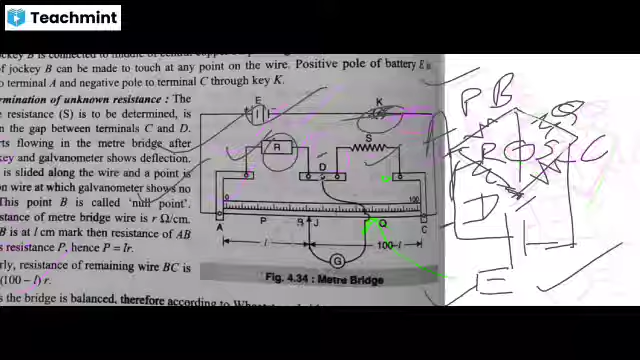 Teachmint
ockey B is connected to middle of central
of jockey B can be made to touch at any point on the wire. Positive pole of battery E is
to terminal A and negative pole to terminal C through key K.
rmination of unknown resistance : The
e resistance (S) is to be determined, is
n the gap between terminals C and D.
rts flowing in the metre bridge after
key and galvanometer shows deflection.
is slided along the wire and a point is
on wire at which galvanometer shows no
This point B is called 'null point'.
istance of metre bridge wire is r Ω/cm.
B is at l cm mark then resistance of AB
s resistance P, hence P = lr.
rly, resistance of remaining wire BC is
(100 – l) r.
s the bridge is balanced, therefore according to
E
K
R
S
D
0
100
A
P
B
J
Q
C
l
100-l
G
Fig. 4.34 : Metre Bridge
P B
R S C
D
E